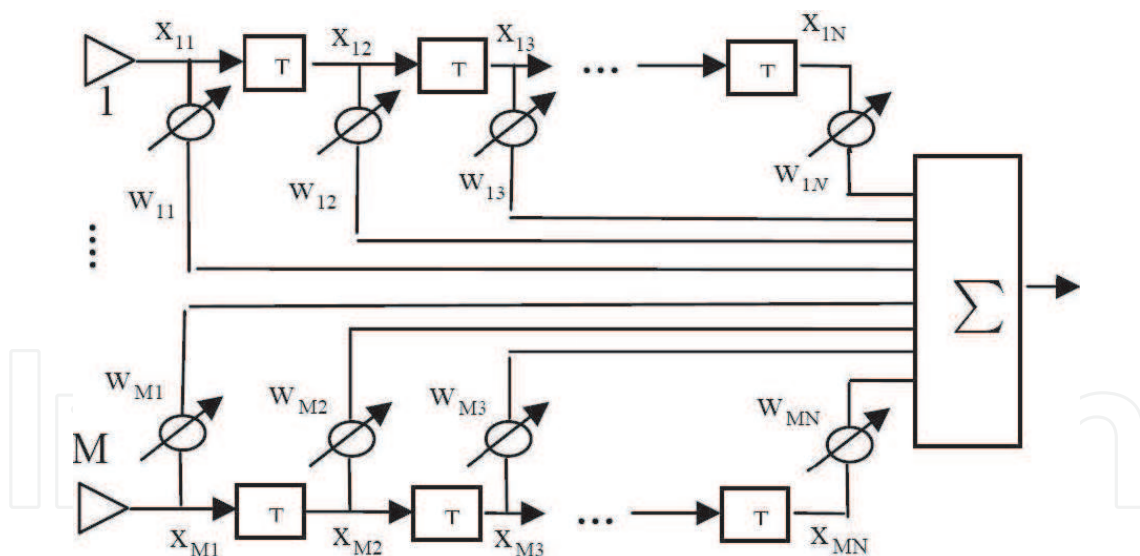 X11 X12 X13 X1N
T T ... T
1
W11 W12 W13 W1N
....
Σ
WM1 WM2 WM3 WMN
M
T T ... T
XM1 XM2 XM3 XMN